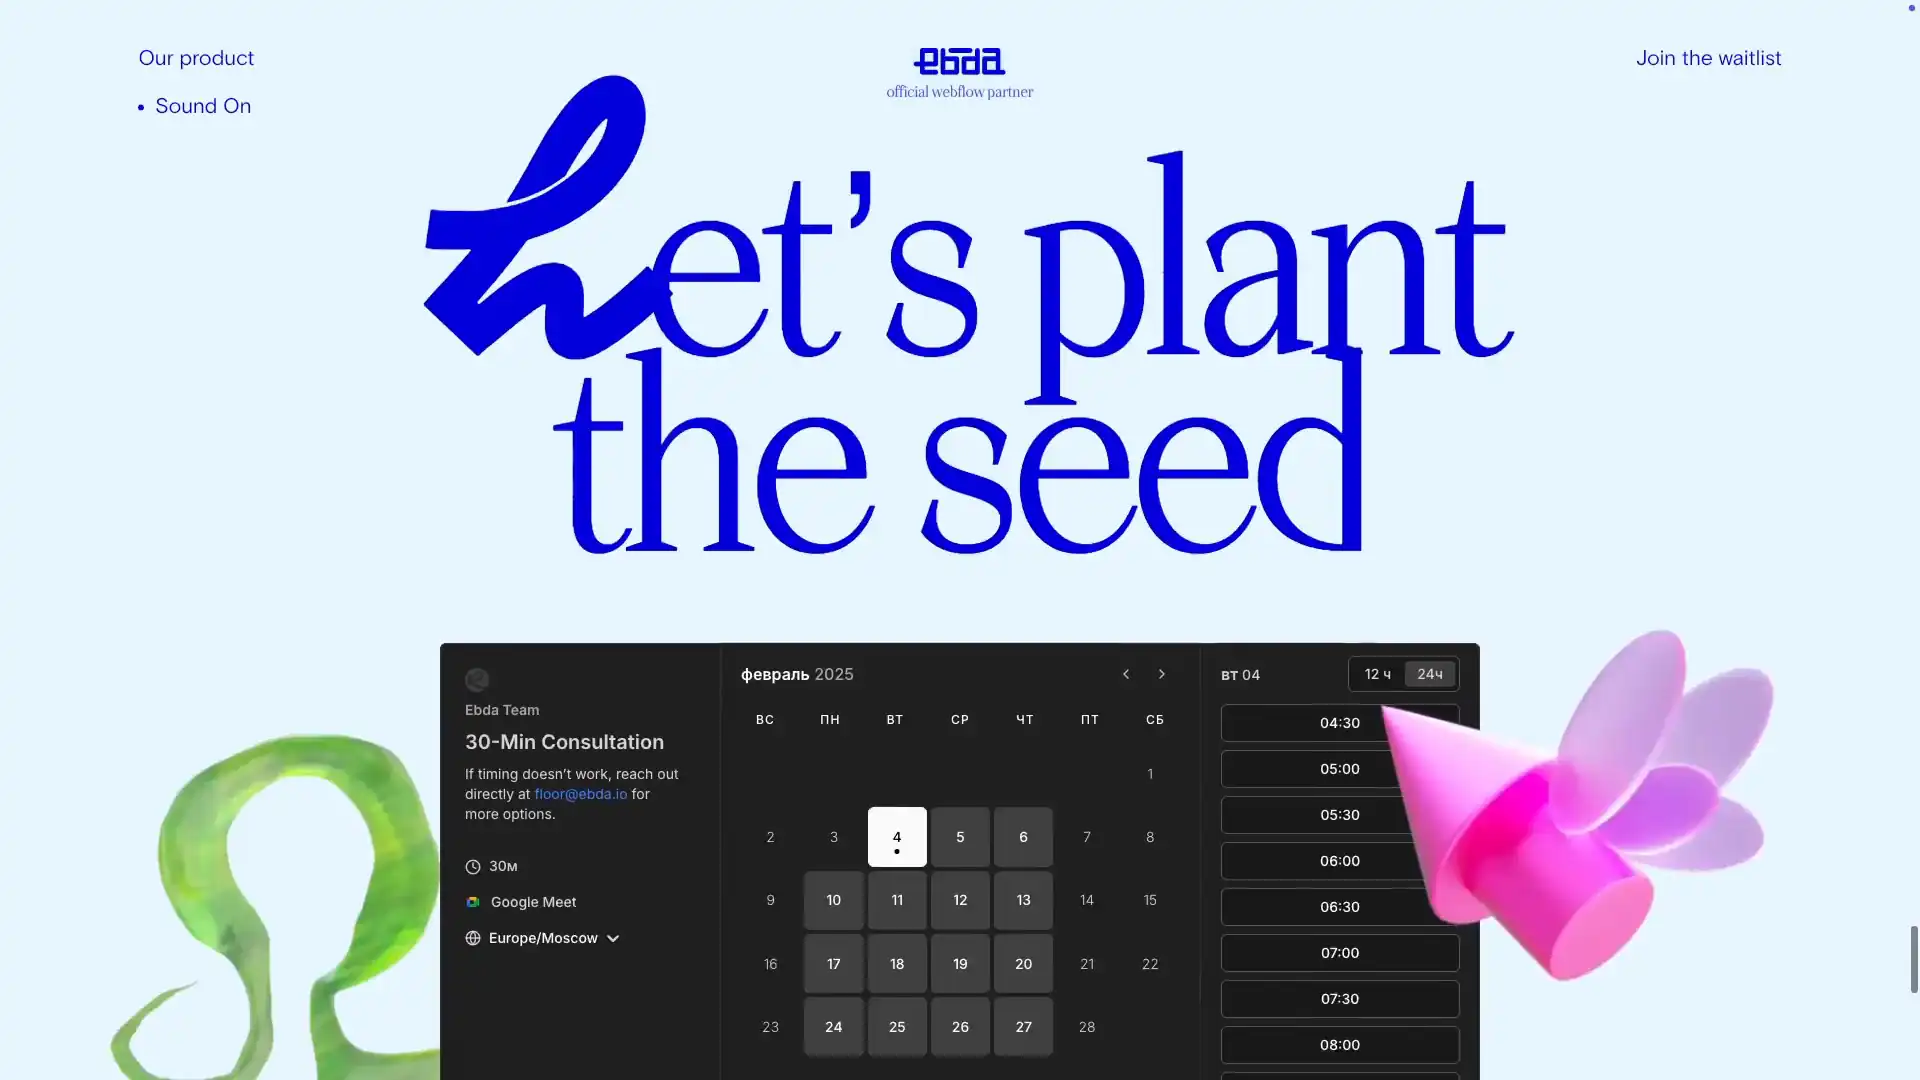 Our product
Sound On
ebda
official webflow partner
Join the waitlist
Let’s plant
the seed
Ebda Team
30-Min Consultation
If timing doesn’t work, reach out
directly at floor@ebda.io for
more options.
30м
Google Meet
Europe/Moscow
февраль 2025
ВС ПН ВТ СР ЧТ ПТ СБ
1
2 3 4 5 6 7 8
9 10 11 12 13 14 15
16 17 18 19 20 21 22
23 24 25 26 27 28
вт 04
12 ч 24ч
04:30
05:00
05:30
06:00
06:30
07:00
07:30
08:00